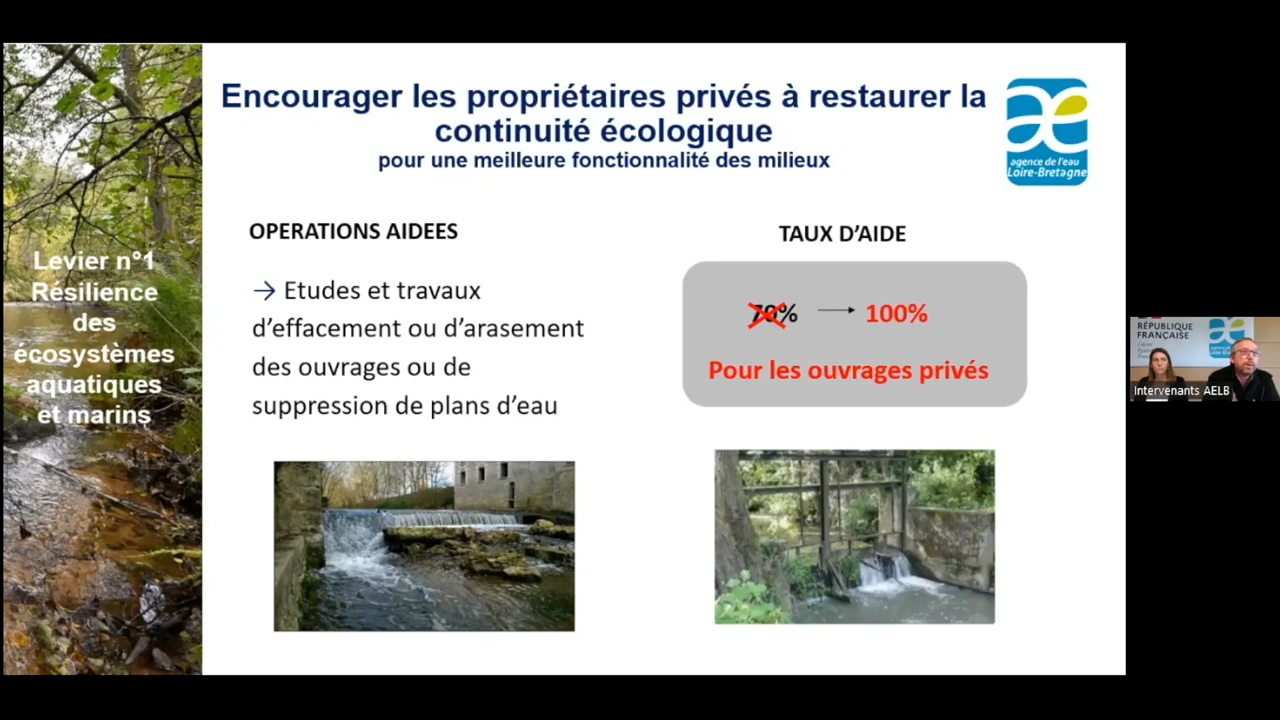 Encourager les propriétaires privés à restaurer la
continuité écologique
pour une meilleure fonctionnalité des milieux
agence de l'eau
Loire-Bretagne
Levier n°1
Résilience
des
écosystèmes
aquatiques
et marins
OPERATIONS AIDEES
→ Etudes et travaux
d’effacement ou d’arasement
des ouvrages ou de
suppression de plans d’eau
TAUX D’AIDE
70% → 100%
Pour les ouvrages privés
RÉPUBLIQUE
FRANÇAISE
Intervenants AELB